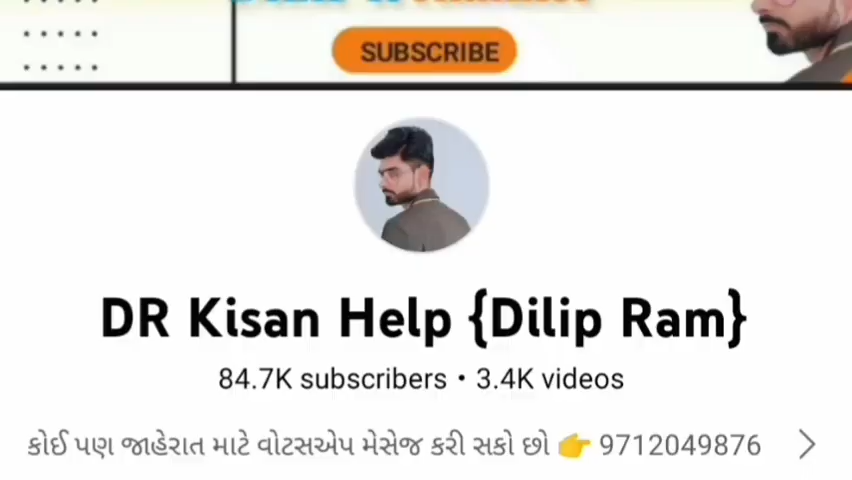 SUBSCRIBE
DR Kisan Help {Dilip Ram}
84.7K subscribers • 3.4K videos
કોઈ પણ જાહેરાત માટે વોટસએપ મેસેજ કરી સકો છો 👉 9712049876